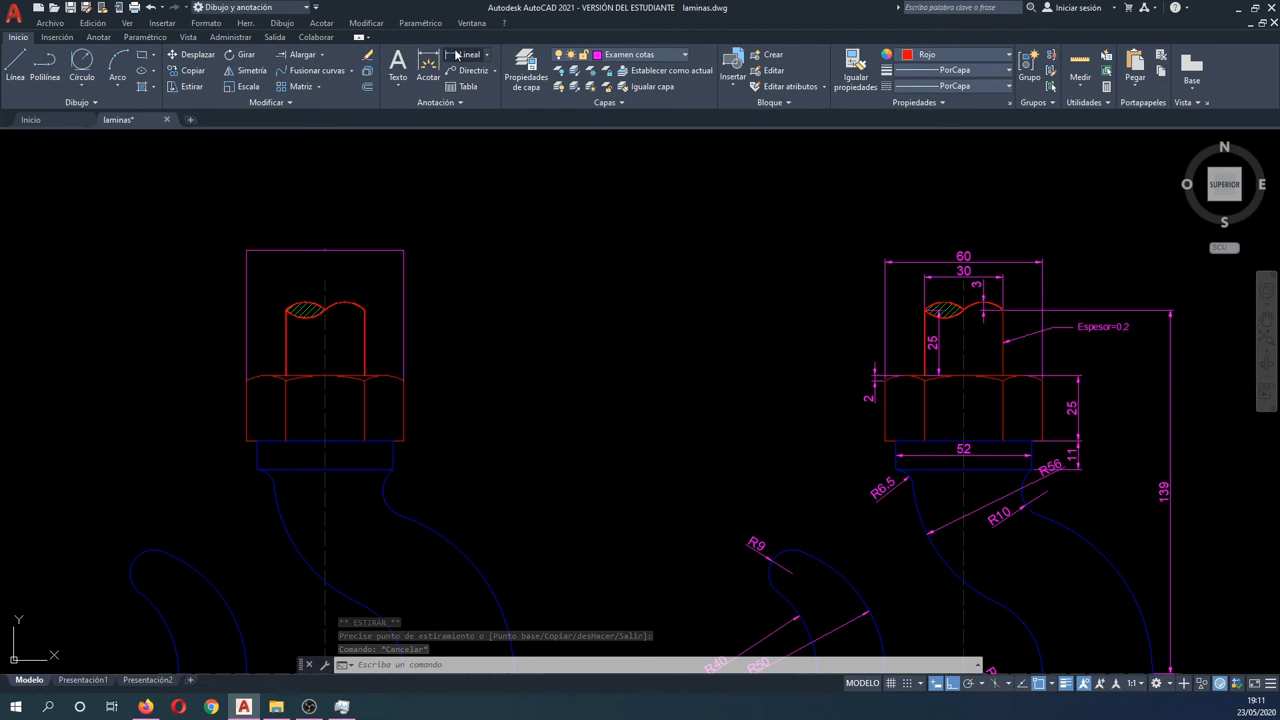 Dibujo y anotación
Autodesk AutoCAD 2021 - VERSIÓN DEL ESTUDIANTE laminas.dwg
Escriba palabra clave o frase
Iniciar sesión
Archivo Edición Ver Insertar Formato Herr. Dibujo Acotar Modificar Paramétrico Ventana ?
Inicio Inserción Anotar Paramétrico Vista Administrar Salida Colaborar
Línea Polilínea Círculo Arco
Desplazar Girar Alargar
Copiar Simetría Fusionar curvas
Estirar Escala Matriz
Texto Acotar
Lineal
Directriz
Tabla
Propiedades de capa
Examen cotas
Establecer como actual
Igualar capa
Insertar
Crear
Editar
Editar atributos
Igualar propiedades
Rojo
PorCapa
PorCapa
Grupo
Medir
Pegar
Base
Dibujo Modificar Anotación Capas Bloque Propiedades Grupos Utilidades Portapapeles Vista
Inicio laminas*
N
O SUPERIOR E
S
SCU
60
30
3
Espesor=0,2
25
2
25
52
11
R56
R6.5
139
R10
R9
R40
R50
** ESTIRAR **
Precise punto de estiramiento o [Punto base/Copiar/desHacer/Salir]:
Comando: *Cancelar*
Escriba un comando
Y
X
Modelo Presentación1 Presentación2
MODELO
1:1
19:11
23/05/2020